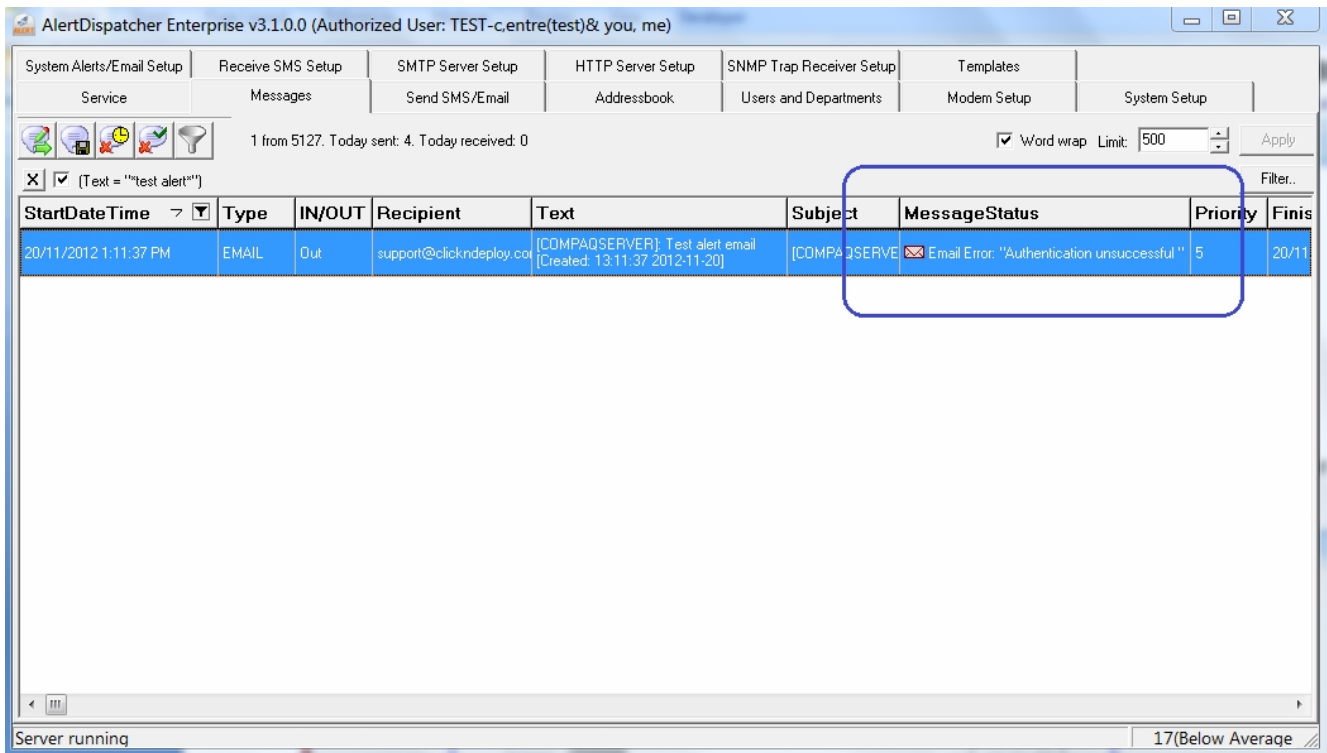 AlertDispatcher Enterprise v3.1.0.0 (Authorized User: TEST-c,entre(test)& you, me)
System Alerts/Email Setup Receive SMS Setup SMTP Server Setup HTTP Server Setup SNMP Trap Receiver Setup Templates
Service Messages Send SMS/Email Addressbook Users and Departments Modem Setup System Setup
1 from 5127. Today sent: 4. Today received: 0 Word wrap Limit: 500 Apply
X (Text = "*test alert*") Filter..
StartDateTime Type IN/OUT Recipient Text Subject MessageStatus Priority Finis
20/11/2012 1:11:37 PM EMAIL Out support@clickndeploy.co [COMPAQSERVER]: Test alert email [COMPAQSERVE Email Error: "Authentication unsuccessful " 5 20/11
[Created: 13:11:37 2012-11-20]
Server running 17(Below Average